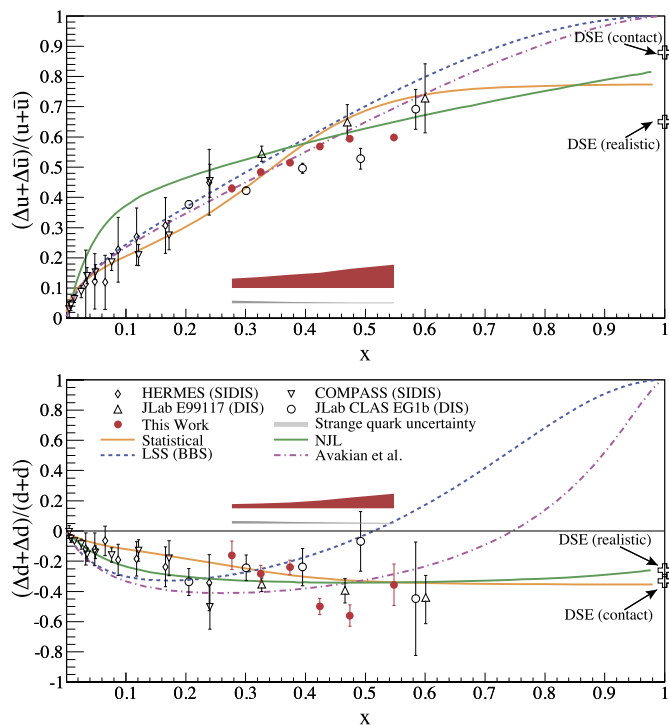 1
0.9
0.8
0.7
0.6
0.5
0.4
0.3
0.2
0.1
0
(Δu+Δū)/(u+ū)
DSE (contact)
DSE (realistic)
0.1 0.2 0.3 0.4 0.5 0.6 0.7 0.8 0.9 1
x
1
0.8
0.6
0.4
0.2
0
-0.2
-0.4
-0.6
-0.8
-1
(Δd+Δd)/(d+d)
HERMES (SIDIS) COMPASS (SIDIS)
JLab E99117 (DIS) JLab CLAS EG1b (DIS)
This Work Strange quark uncertainty
Statistical NJL
LSS (BBS) Avakian et al.
DSE (realistic)
DSE (contact)
0.1 0.2 0.3 0.4 0.5 0.6 0.7 0.8 0.9 1
x